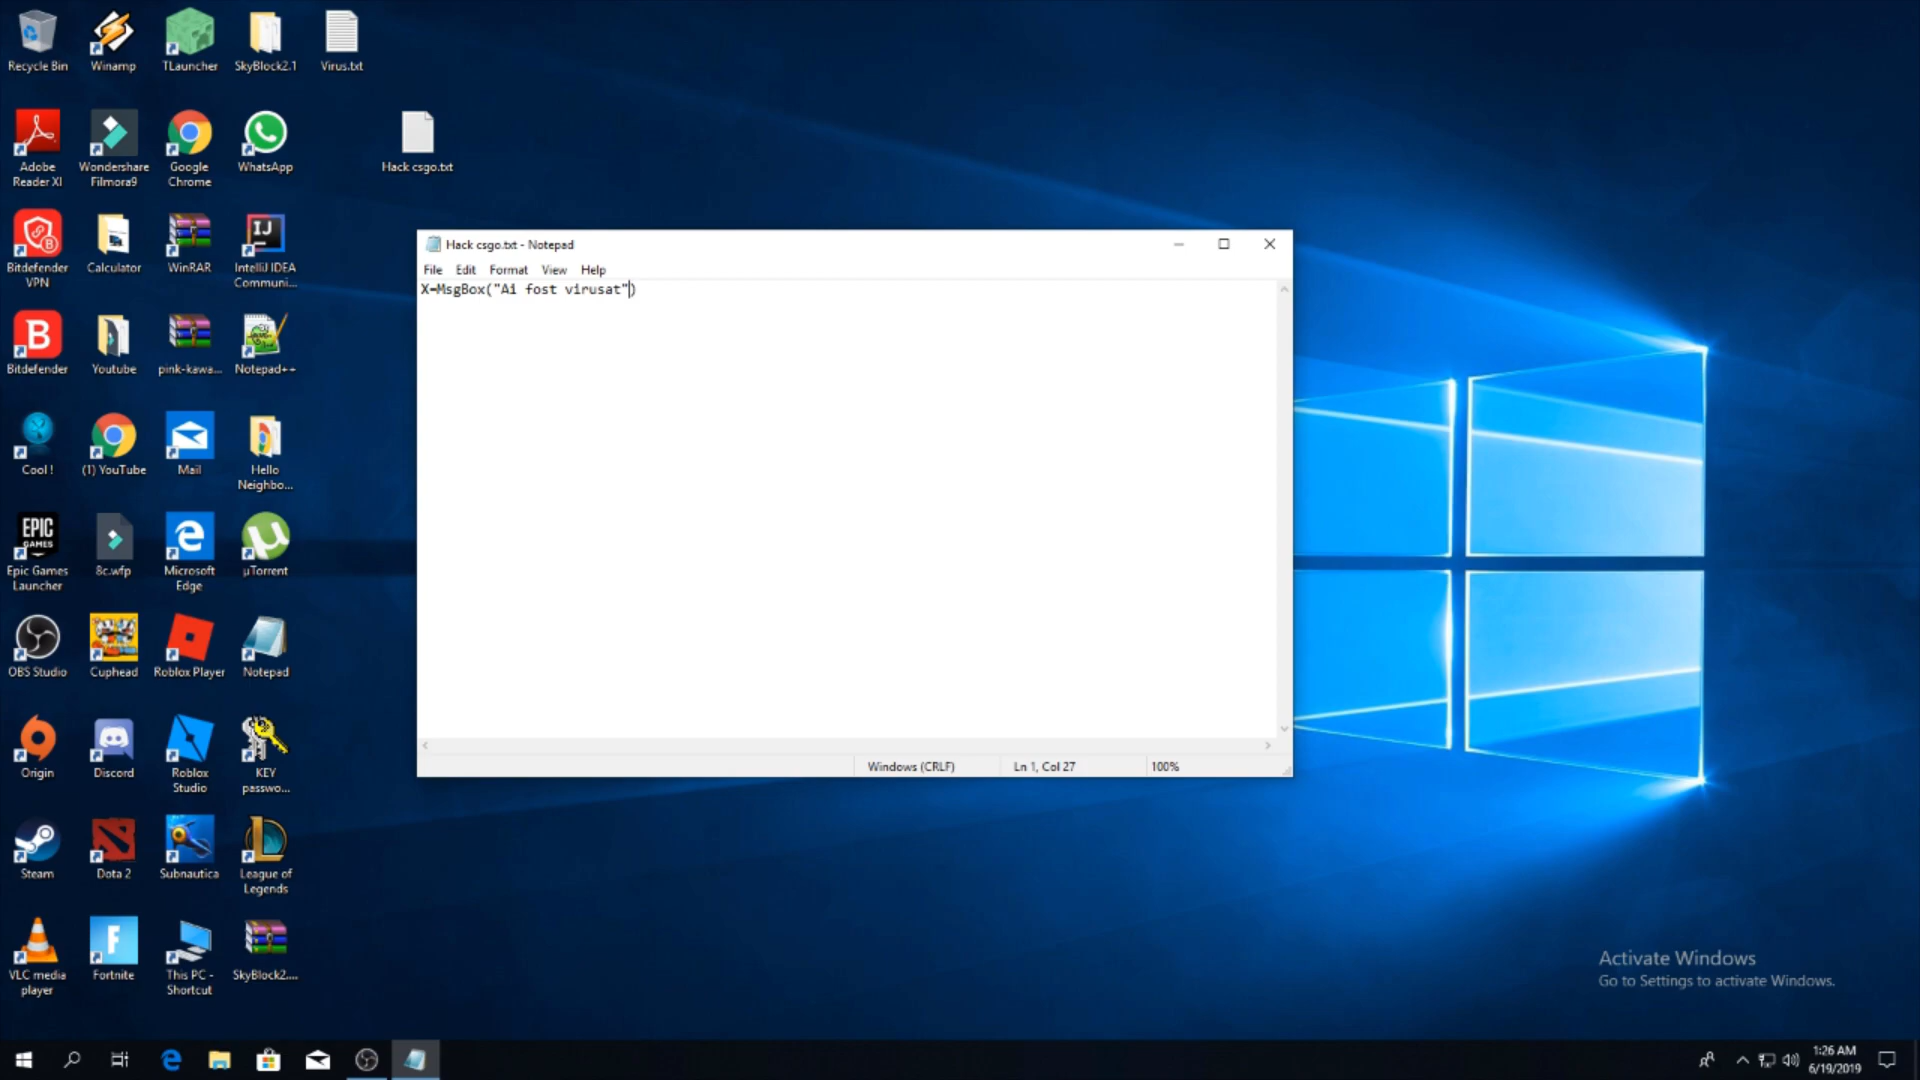 Recycle Bin
Winamp
TLauncher
SkyBlock2.1
Virus.txt
Adobe
Reader XI
Wondershare
Filmora9
Google
Chrome
WhatsApp
Hack csgo.txt
Bitdefender
VPN
Calculator
WinRAR
IntelliJ IDEA
Communi...
Bitdefender
Youtube
pink-kawa...
Notepad++
Cool !
(1) YouTube
Mail
Hello
Neighbo...
EPIC
GAMES
Epic Games
Launcher
8c.wfp
Microsoft
Edge
µTorrent
OBS Studio
Cuphead
Roblox Player
Notepad
Origin
Discord
Roblox
Studio
KEY
passwo...
Steam
Dota 2
Subnautica
League of
Legends
VLC media
player
Fortnite
This PC -
Shortcut
SkyBlock2....
Hack csgo.txt - Notepad
File Edit Format View Help
X=MsgBox("Ai fost virusat")
Windows (CRLF) Ln 1, Col 27 100%
Activate Windows
Go to Settings to activate Windows.
1:26 AM
6/19/2019